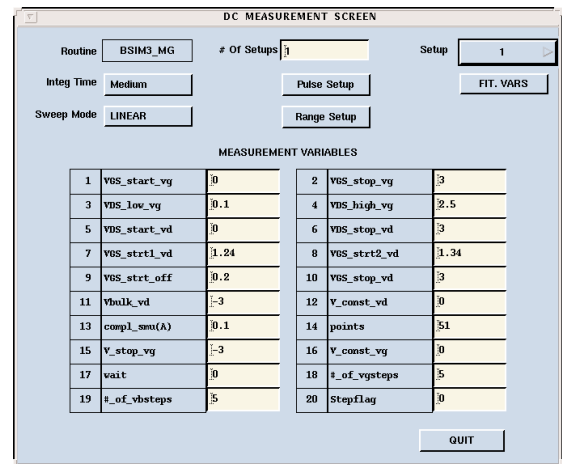 DC MEASUREMENT SCREEN
Routine BSIM3_MG # Of Setups 1 Setup 1
Integ Time Medium Pulse Setup FIT. VARS
Sweep Mode LINEAR Range Setup
MEASUREMENT VARIABLES
1 VGS_start_vg 0 2 VGS_stop_vg 3
3 VDS_low_vg 0.1 4 VDS_high_vg 2.5
5 VDS_start_vd 0 6 VDS_stop_vd 3
7 VGS_strt1_vd 1.24 8 VGS_strt2_vd 1.34
9 VGS_strt_off 0.2 10 VGS_stop_vd 3
11 Vbulk_vd -3 12 V_const_vd 0
13 compl_smu(A) 0.1 14 points 51
15 V_stop_vg -3 16 V_const_vg 0
17 wait 0 18 #_of_vgsteps 5
19 #_of_vbsteps 5 20 Stepflag 0
QUIT